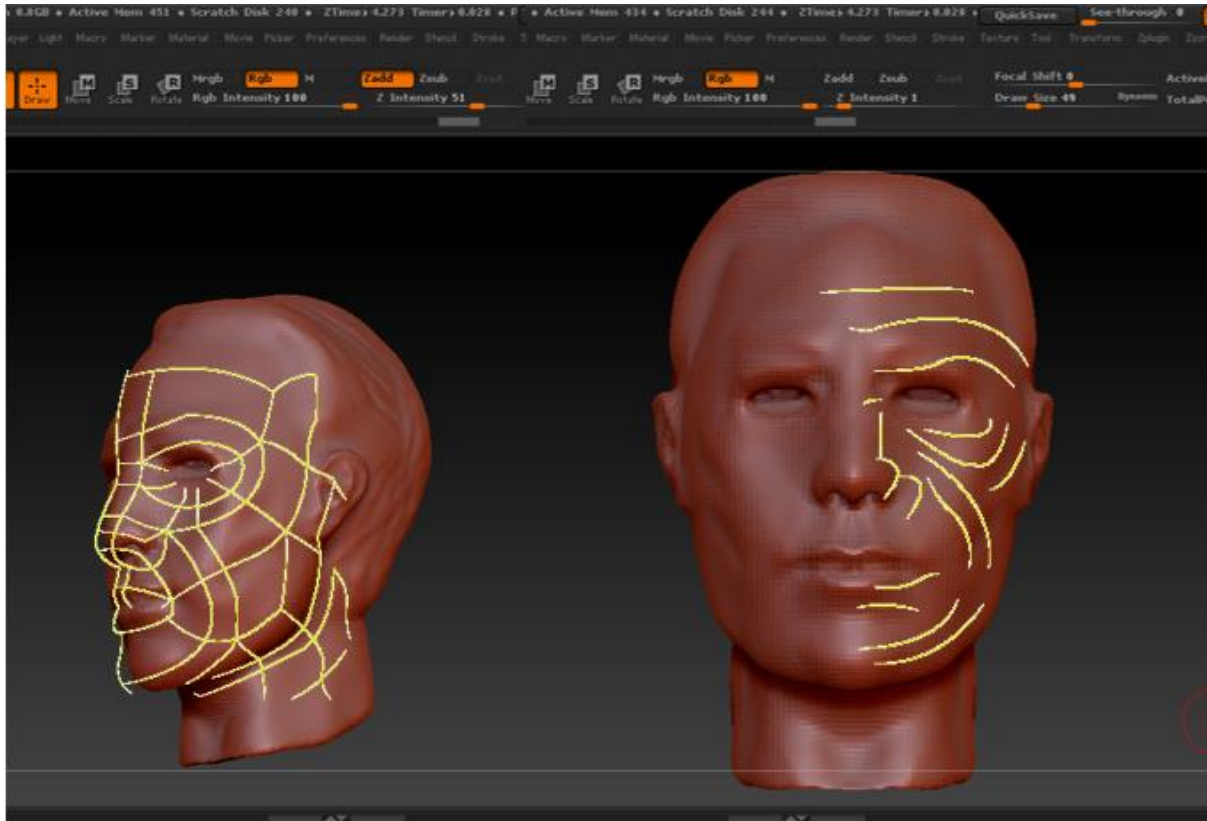 0.8GB • Active Mem 451 • Scratch Disk 240 • ZTime▸4.273 Timer▸0.028 • P • Active Mem 434 • Scratch Disk 244 • ZTime▸4.273 Timer▸0.028 • QuickSave See-through 0
ayer Light Macro Marker Material Movie Picker Preferences Render Stencil Stroke T Macro Marker Material Movie Picker Preferences Render Stencil Stroke Texture Tool Transform Zplugin
Mrgb Rgb M Zadd Zsub Mrgb Rgb M Zadd Zsub Focal Shift 0
Draw Move Scale Rotate Rgb Intensity 100 Z Intensity 51 Move Scale Rotate Rgb Intensity 100 Z Intensity 1 Draw Size 49 Dynamic